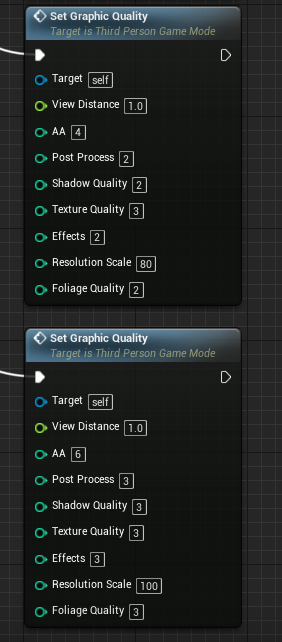 Set Graphic Quality
Target is Third Person Game Mode
Target self
View Distance 1.0
AA 4
Post Process 2
Shadow Quality 2
Texture Quality 3
Effects 2
Resolution Scale 80
Foliage Quality 2
Set Graphic Quality
Target is Third Person Game Mode
Target self
View Distance 1.0
AA 6
Post Process 3
Shadow Quality 3
Texture Quality 3
Effects 3
Resolution Scale 100
Foliage Quality 3